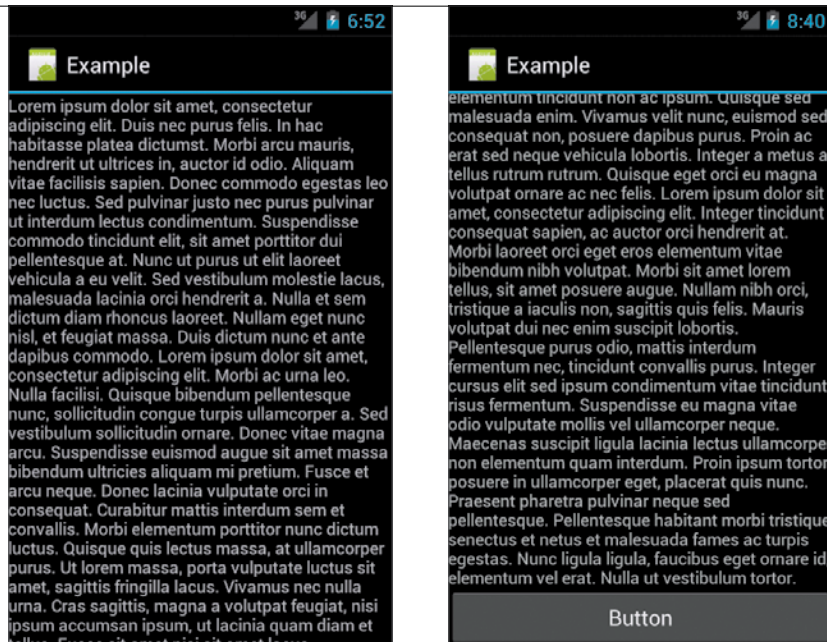 3G 6:52
Example
Lorem ipsum dolor sit amet, consectetur
adipiscing elit. Duis nec purus felis. In hac
habitasse platea dictumst. Morbi arcu mauris,
hendrerit ut ultrices in, auctor id odio. Aliquam
vitae facilisis sapien. Donec commodo egestas leo
nec luctus. Sed pulvinar justo nec purus pulvinar
ut interdum lectus condimentum. Suspendisse
commodo tincidunt elit, sit amet porttitor dui
pellentesque at. Nunc ut purus ut elit laoreet
vehicula a eu velit. Sed vestibulum molestie lacus,
malesuada lacinia orci hendrerit a. Nulla et sem
dictum diam rhoncus laoreet. Nullam eget nunc
nisl, et feugiat massa. Duis dictum nunc et ante
dapibus commodo. Lorem ipsum dolor sit amet,
consectetur adipiscing elit. Morbi ac urna leo.
Nulla facilisi. Quisque bibendum pellentesque
nunc, sollicitudin congue turpis ullamcorper a. Sed
vestibulum sollicitudin ornare. Donec vitae magna
arcu. Suspendisse euismod augue sit amet massa
bibendum ultricies aliquam mi pretium. Fusce et
arcu neque. Donec lacinia vulputate orci in
consequat. Curabitur mattis interdum sem et
convallis. Morbi elementum porttitor nunc dictum
luctus. Quisque quis lectus massa, at ullamcorper
purus. Ut lorem massa, porta vulputate luctus sit
amet, sagittis fringilla lacus. Vivamus nec nulla
urna. Cras sagittis, magna a volutpat feugiat, nisi
ipsum accumsan ipsum, ut lacinia quam diam et
3G 8:40
Example
elementum tincidunt non ac ipsum. Quisque sed
malesuada enim. Vivamus velit nunc, euismod sed
consequat non, posuere dapibus purus. Proin ac
erat sed neque vehicula lobortis. Integer a metus a
tellus rutrum rutrum. Quisque eget orci eu magna
volutpat ornare ac nec felis. Lorem ipsum dolor sit
amet, consectetur adipiscing elit. Integer tincidunt
consequat sapien, ac auctor orci hendrerit at.
Morbi laoreet orci eget eros elementum vitae
bibendum nibh volutpat. Morbi sit amet lorem
tellus, sit amet posuere augue. Nullam nibh orci,
tristique a iaculis non, sagittis quis felis. Mauris
volutpat dui nec enim suscipit lobortis.
Pellentesque purus odio, mattis interdum
fermentum nec, tincidunt convallis purus. Integer
cursus elit sed ipsum condimentum vitae tincidunt
risus fermentum. Suspendisse eu magna vitae
odio vulputate mollis vel ullamcorper neque.
Maecenas suscipit ligula lacinia lectus ullamcorpe
non elementum quam interdum. Proin ipsum tortor
posuere in ullamcorper eget, placerat quis nunc.
Praesent pharetra pulvinar neque sed
pellentesque. Pellentesque habitant morbi tristique
senectus et netus et malesuada fames ac turpis
egestas. Nunc ligula ligula, faucibus eget ornare id,
elementum vel erat. Nulla ut vestibulum tortor.
Button